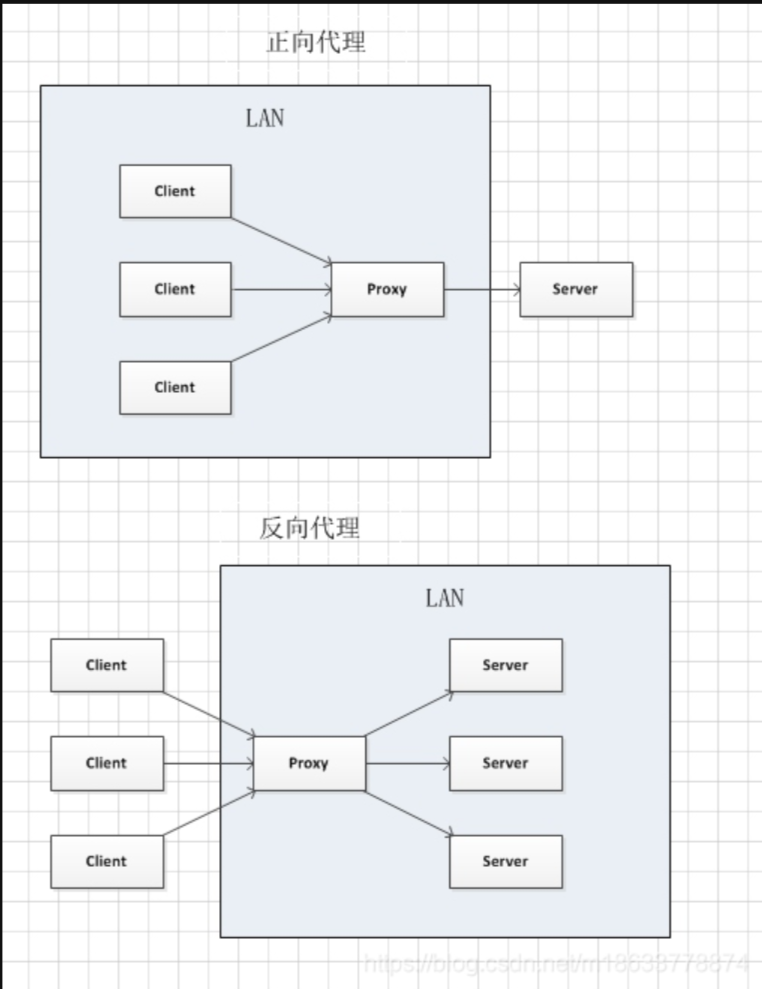 正向代理
LAN
Client
Client
Proxy
Server
Client
反向代理
LAN
Client
Server
Client
Proxy
Server
Client
Server
https://blog.csdn.net/m18633778874